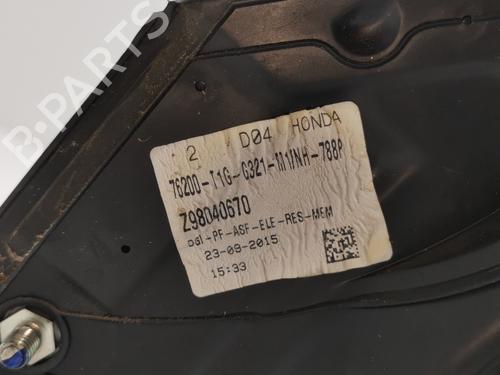 B-PARTS
2 D04 HONDA
76200-T1G-G321-M1/NH-788P
Z98040670
DGI-PF-ASF-ELE-RES-MEM
23-09-2015
15:33